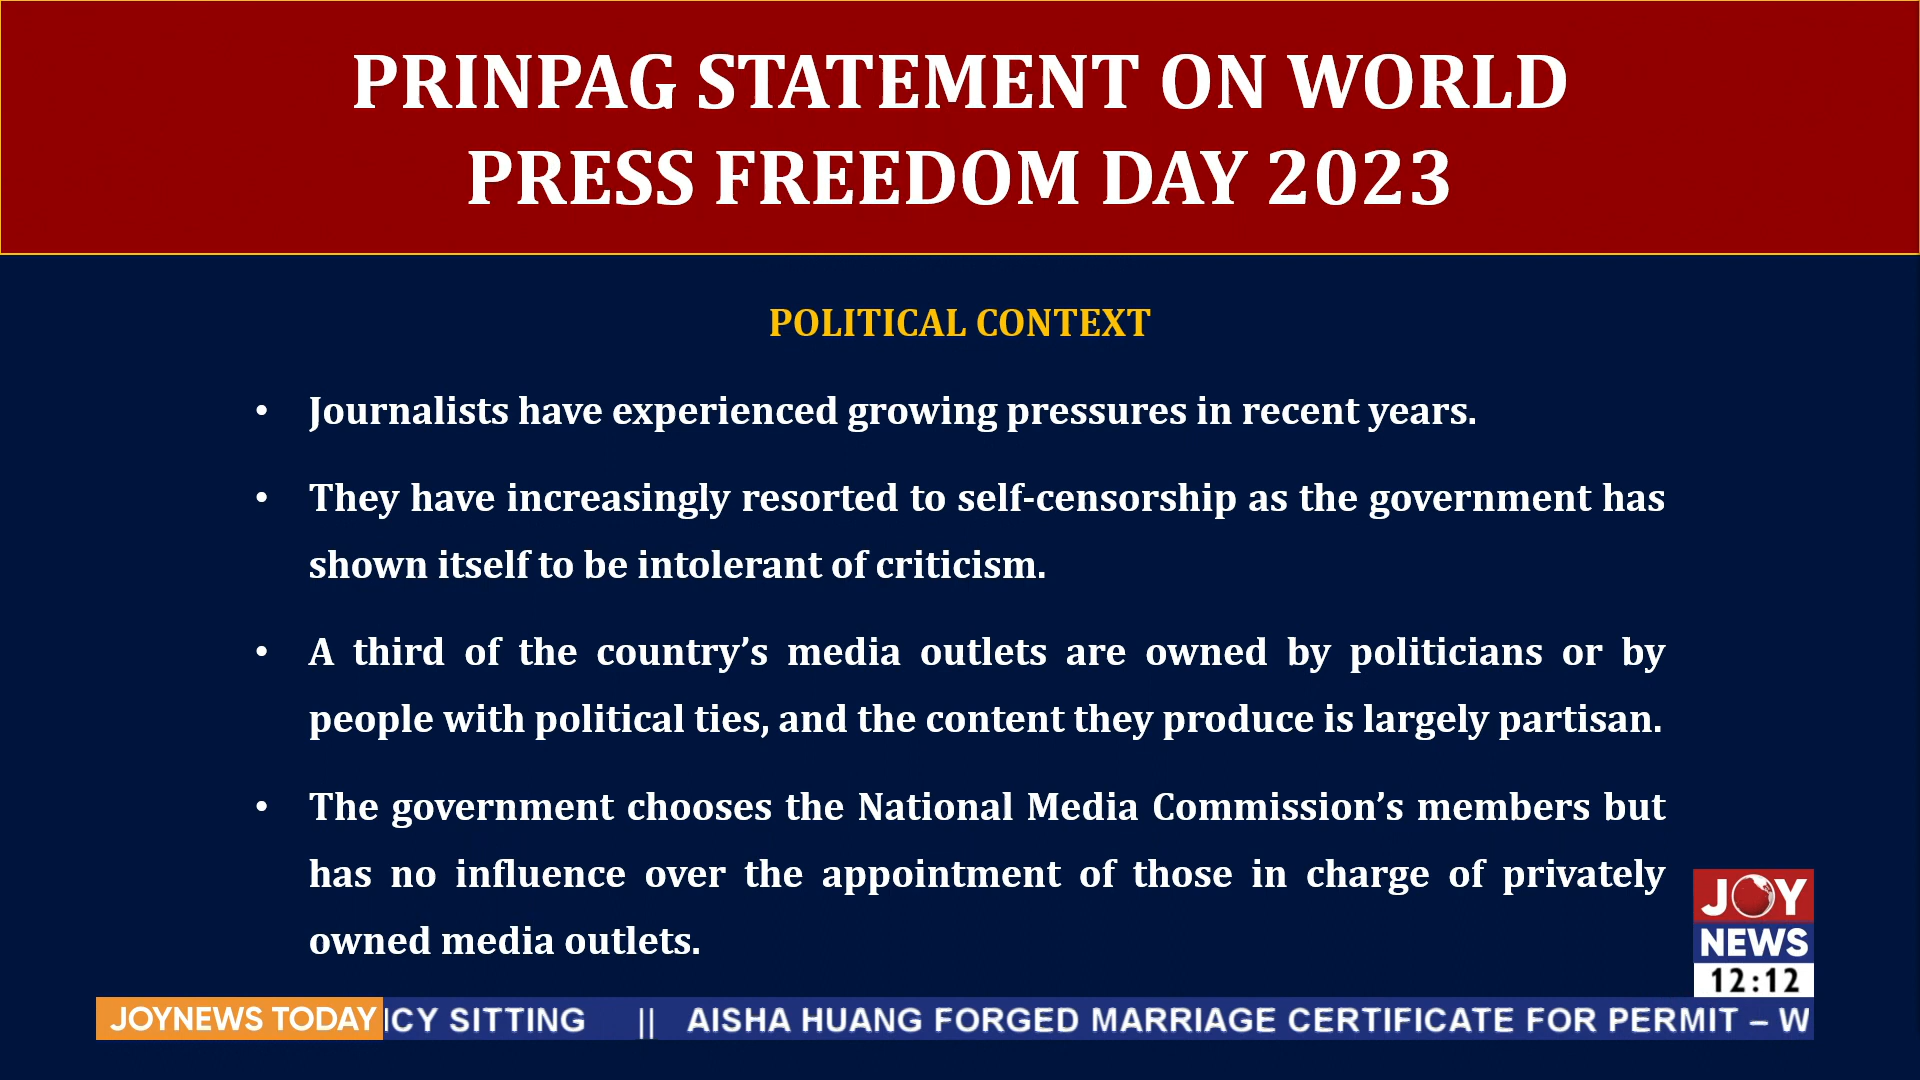 PRINPAG STATEMENT ON WORLD
PRESS FREEDOM DAY 2023
POLITICAL CONTEXT
• Journalists have experienced growing pressures in recent years.
• They have increasingly resorted to self-censorship as the government has
shown itself to be intolerant of criticism.
• A third of the country’s media outlets are owned by politicians or by
people with political ties, and the content they produce is largely partisan.
• The government chooses the National Media Commission’s members but
has no influence over the appointment of those in charge of privately
owned media outlets.
JOY
NEWS
12:12
JOYNEWS TODAY ICY SITTING || AISHA HUANG FORGED MARRIAGE CERTIFICATE FOR PERMIT – W